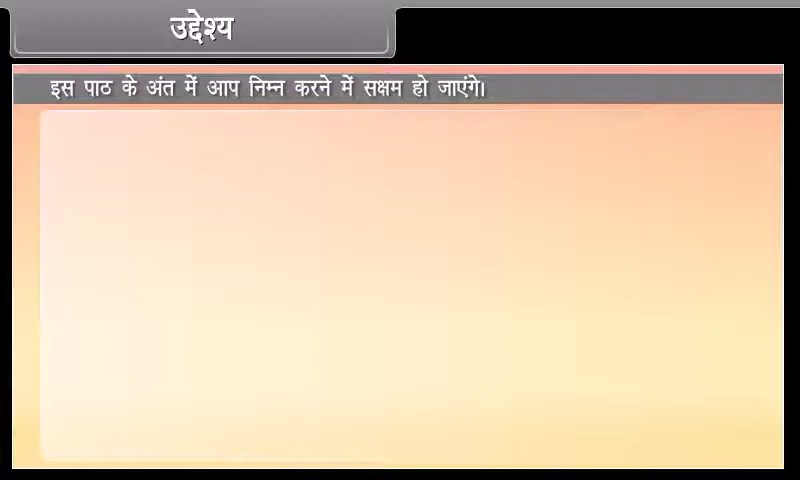 उद्देश्य
इस पाठ के अंत में आप निम्न करने में सक्षम हो जाएंगे।